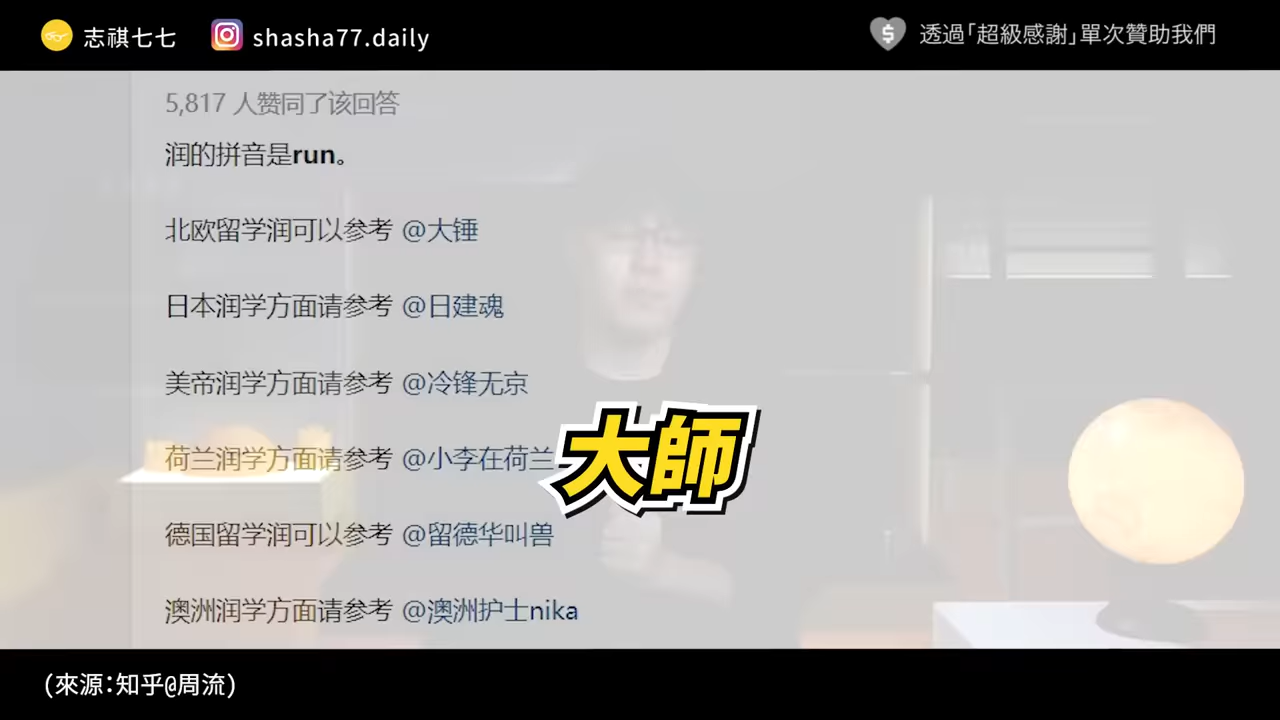 志祺七七 shasha77.daily 透過「超級感謝」單次贊助我們
5,817 人赞同了该回答
润的拼音是run。
北欧留学润可以参考 @大锤
日本润学方面请参考 @日建魂
美帝润学方面请参考 @冷锋无京
荷兰润学方面请参考 @小李在荷兰
大師
德国留学润可以参考 @留德华叫兽
澳洲润学方面请参考 @澳洲护士nika
(來源:知乎@周流)